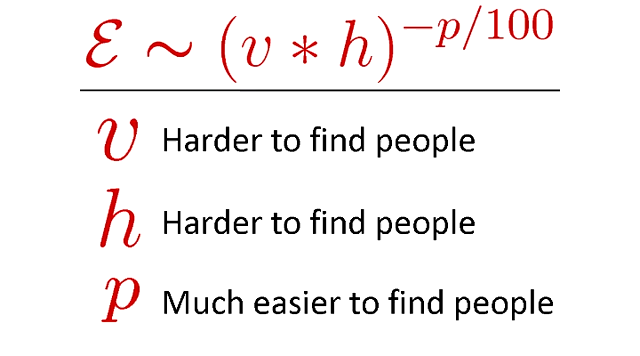 ℰ ∼ (v * h)^{-p/100}
v Harder to find people
h Harder to find people
p Much easier to find people